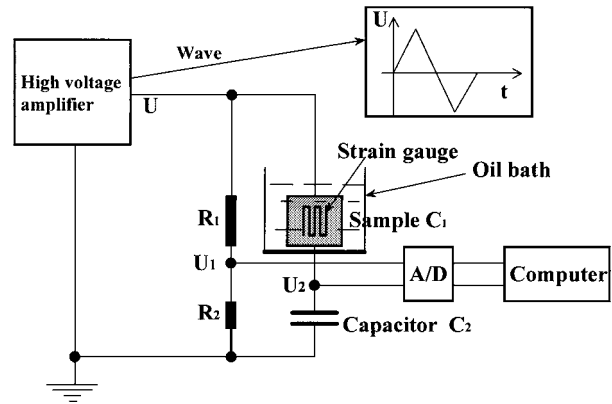 U
Wave
t
High voltage
amplifier
U
Strain gauge
Oil bath
R₁
Sample C₁
U₁
A/D
Computer
U₂
R₂
Capacitor C₂